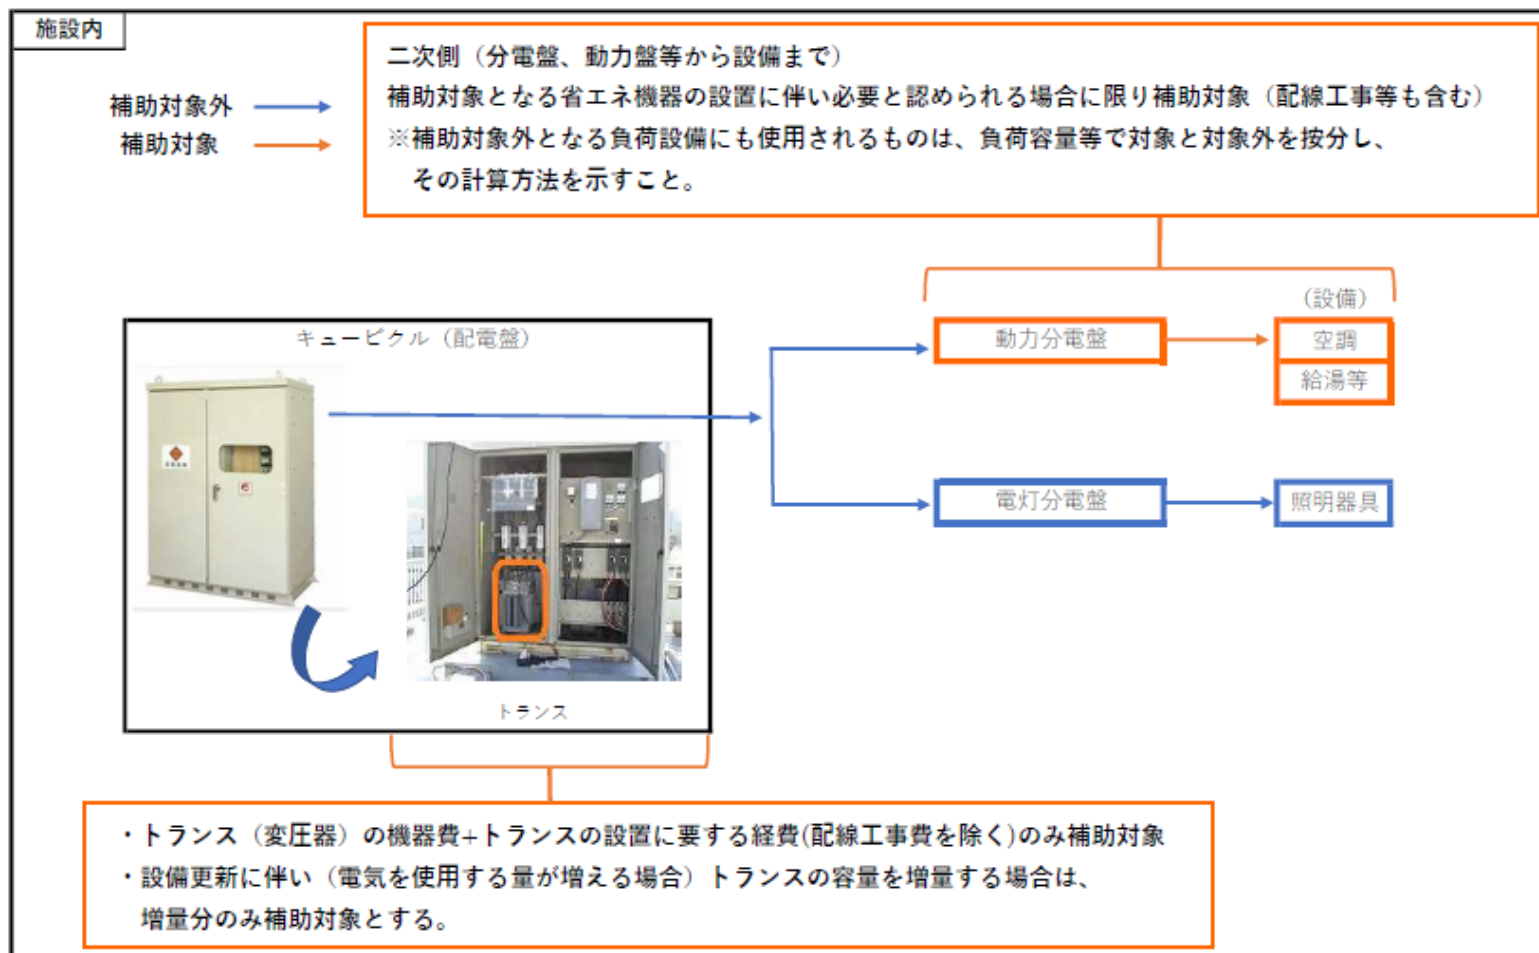 施設内
二次側（分電盤、動力盤等から設備まで）
補助対象となる省エネ機器の設置に伴い必要と認められる場合に限り補助対象（配線工事等も含む）
※補助対象外となる負荷設備にも使用されるものは、負荷容量等で対象と対象外を按分し、
その計算方法を示すこと。
補助対象外
補助対象
（設備）
キュービクル（配電盤）
動力分電盤
空調
給湯等
電灯分電盤
照明器具
トランス
・トランス（変圧器）の機器費+トランスの設置に要する経費(配線工事費を除く)のみ補助対象
・設備更新に伴い（電気を使用する量が増える場合）トランスの容量を増量する場合は、
増量分のみ補助対象とする。